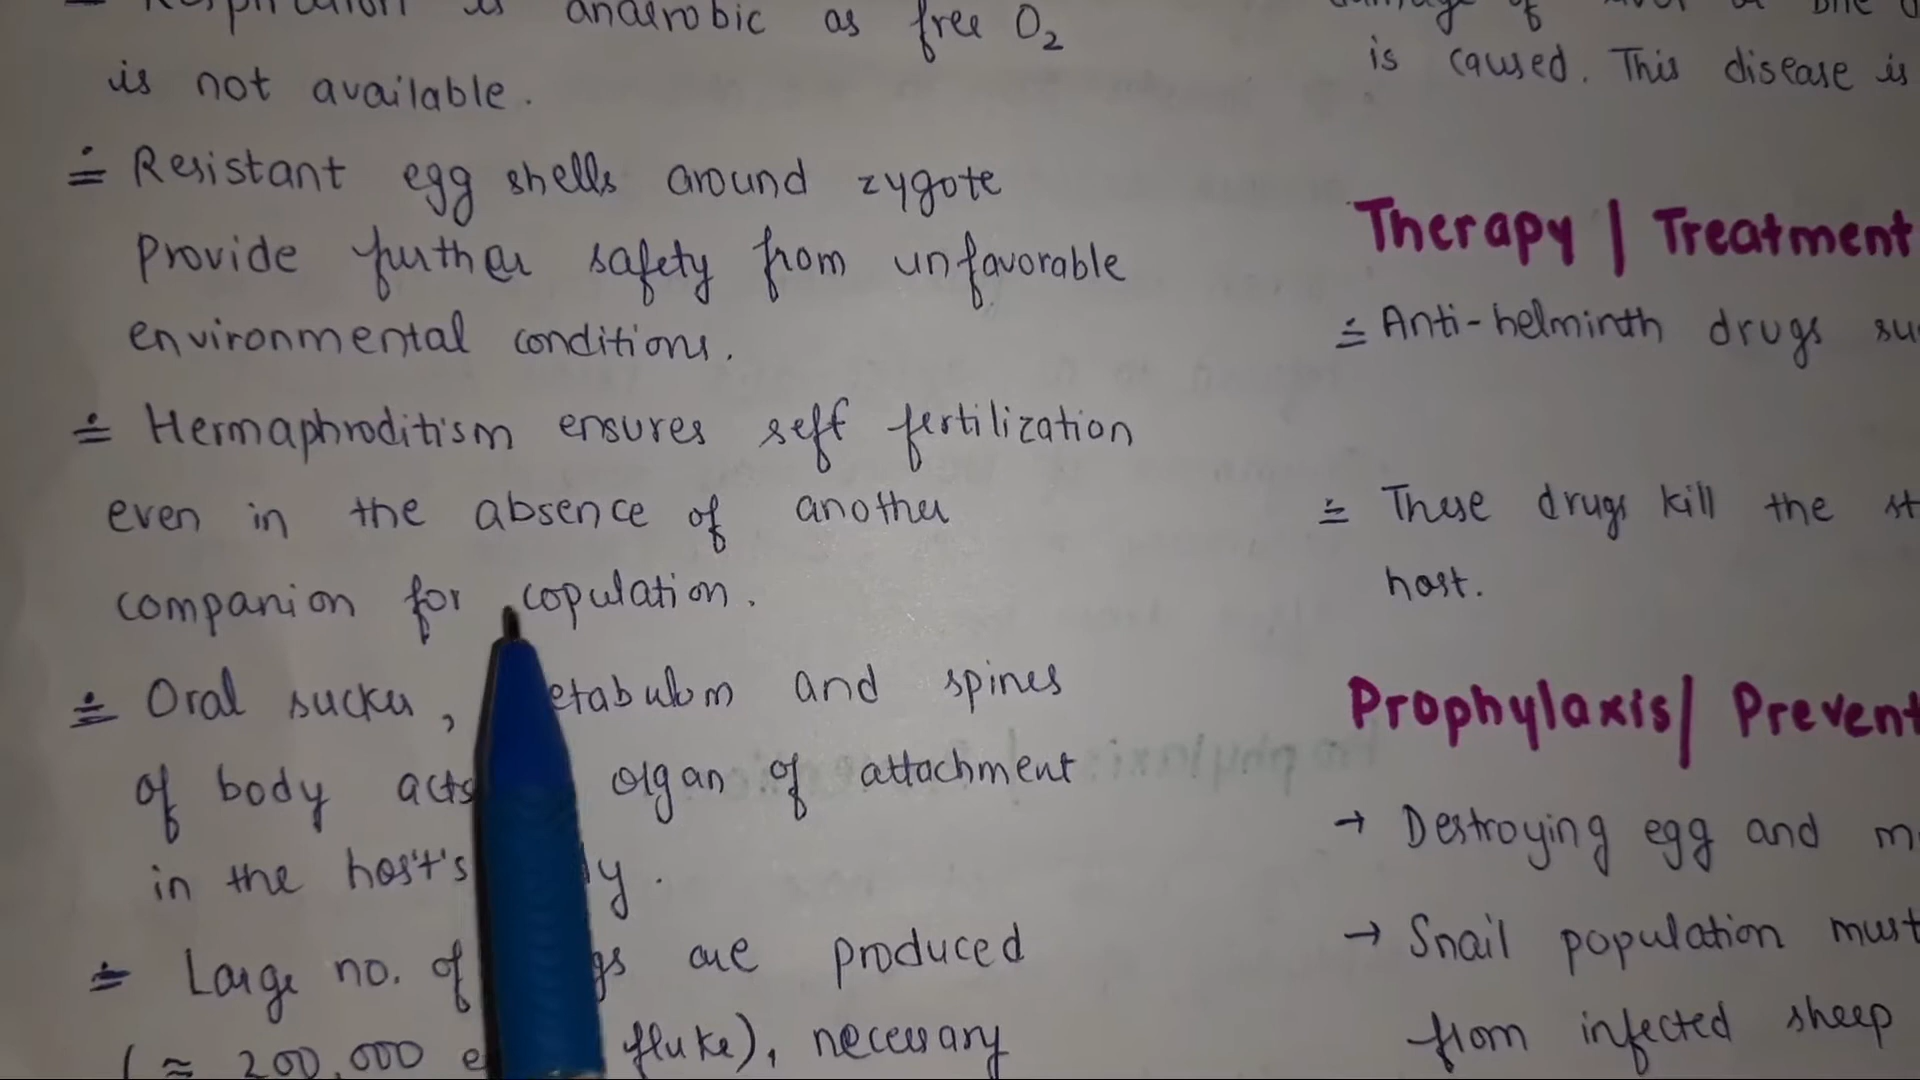 is anaerobic as free O2
is not available.
Resistant egg shells around zygote
Provide further safety from unfavorable
environmental conditions.
Hermaphroditism ensures self fertilization
even in the absence of another
companion for copulation.
Oral sucker, and spines
of body acts organ of attachment
in the host's
Large no. of are produced
(≈ 200,000 fluke), necessary
of
is caused. This disease is
Therapy | Treatment
Anti-helminth drugs
These drugs kill the
host.
Prophylaxis |
→ Destroying egg and
→ Snail population must
from infected sheep